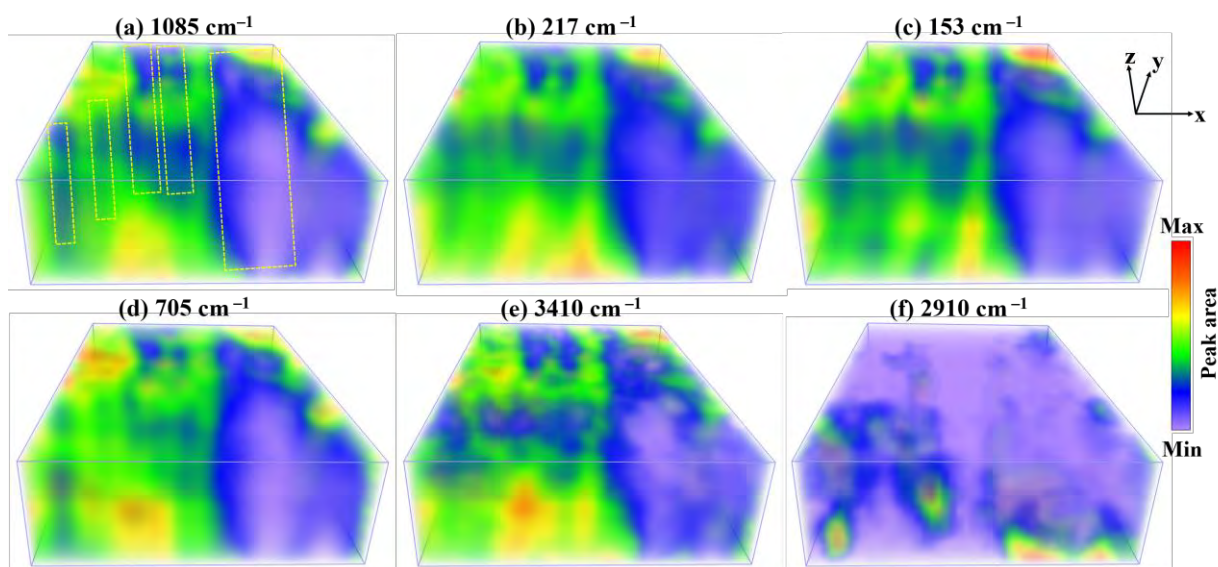 (a) 1085 cm⁻¹
(b) 217 cm⁻¹
(c) 153 cm⁻¹
z
y
x
Max
Peak area
Min
(d) 705 cm⁻¹
(e) 3410 cm⁻¹
(f) 2910 cm⁻¹